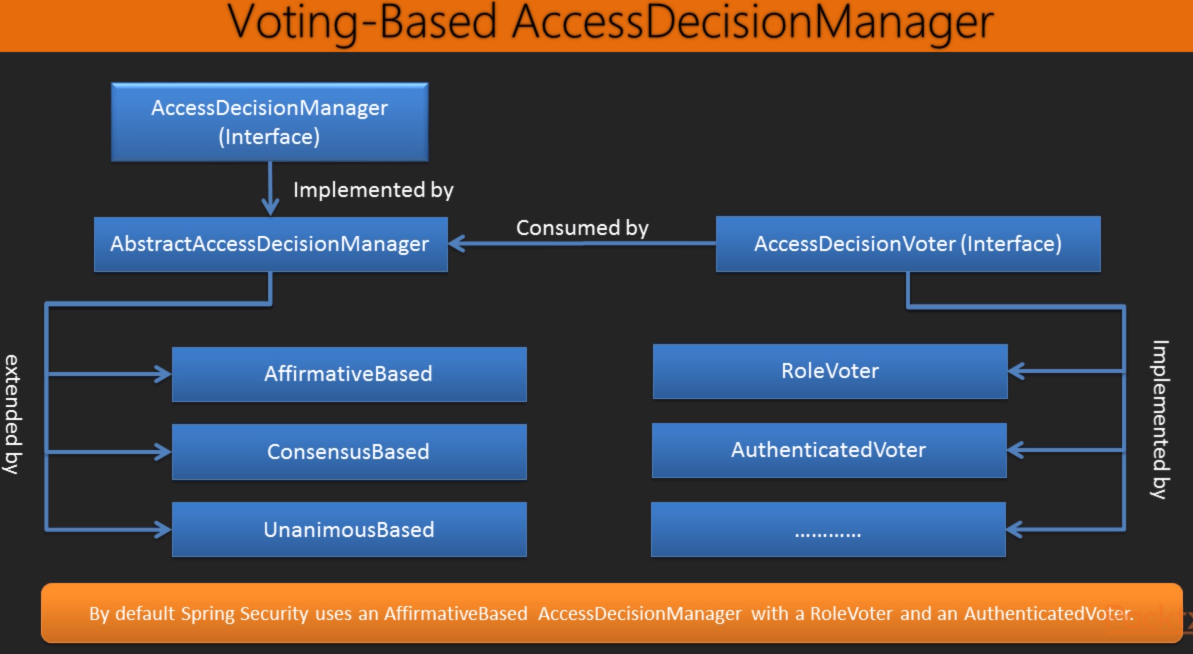 Voting-Based AccessDecisionManager
AccessDecisionManager
(Interface)
Implemented by
AbstractAccessDecisionManager
Consumed by
AccessDecisionVoter (Interface)
extended by
AffirmativeBased
ConsensusBased
UnanimousBased
RoleVoter
AuthenticatedVoter
............
Implemented by
By default Spring Security uses an AffirmativeBased AccessDecisionManager with a RoleVoter and an AuthenticatedVoter.